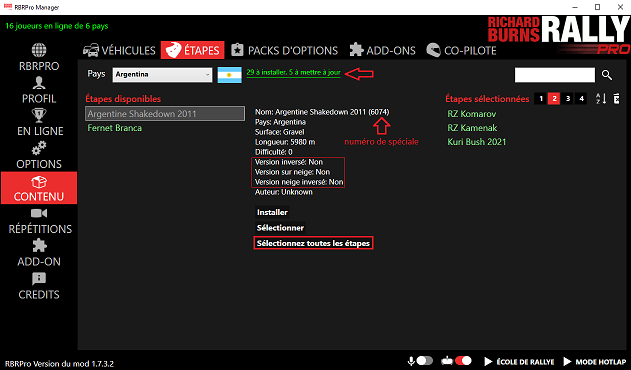 RBRPro Manager
16 joueurs en ligne de 6 pays
RICHARD BURNS RALLY PRO
RBRPRO
PROFIL
EN LIGNE
OPTIONS
CONTENU
RÉPÉTITIONS
ADD-ON
CREDITS
VÉHICULES ÉTAPES PACKS D'OPTIONS ADD-ONS CO-PILOTE
Pays Argentina 29 à installer, 5 à mettre à jour
Étapes disponibles
Argentine Shakedown 2011
Fernet Branca
Nom: Argentine Shakedown 2011 (6074)
Pays: Argentina
Surface: Gravel
numéro de spéciale
Longueur: 5980 m
Difficulté: 0
Version inversé: Non
Version sur neige: Non
Version neige inversé: Non
Auteur: Unknown
Installer
Sélectionner
Sélectionnez toutes les étapes
Étapes sélectionnées 1 2 3 4 A Z
RZ Komarov
RZ Kamenak
Kuri Bush 2021
RBRPro Version du mod 1.7.3.2
ÉCOLE DE RALLYE MODE HOTLAP